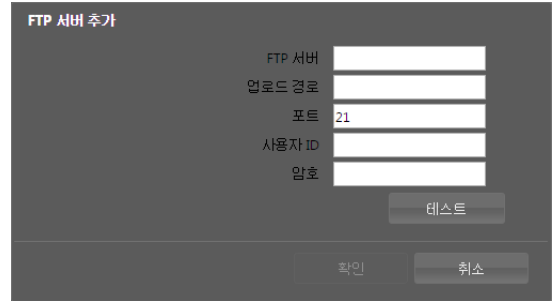 FTP 서버 추가
FTP 서버
업로드 경로
포트 21
사용자 ID
암호
테스트
확인 취소